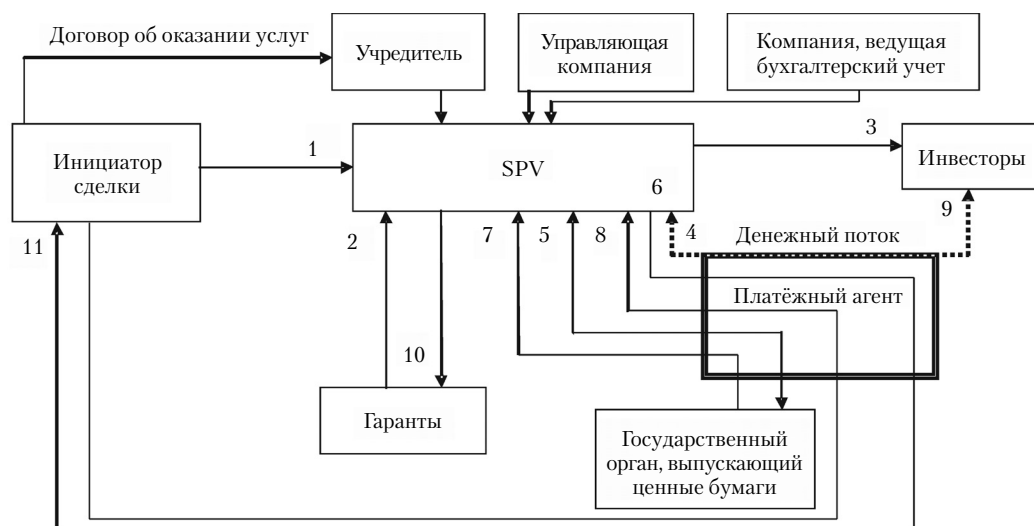 Договор об оказании услуг
Учредитель
Управляющая
компания
Компания, ведущая
бухгалтерский учет
Инициатор
сделки
1
SPV
3
Инвесторы
6
11
2
7
5
8
4
9
Денежный поток
Платёжный агент
10
Гаранты
Государственный
орган, выпускающий
ценные бумаги